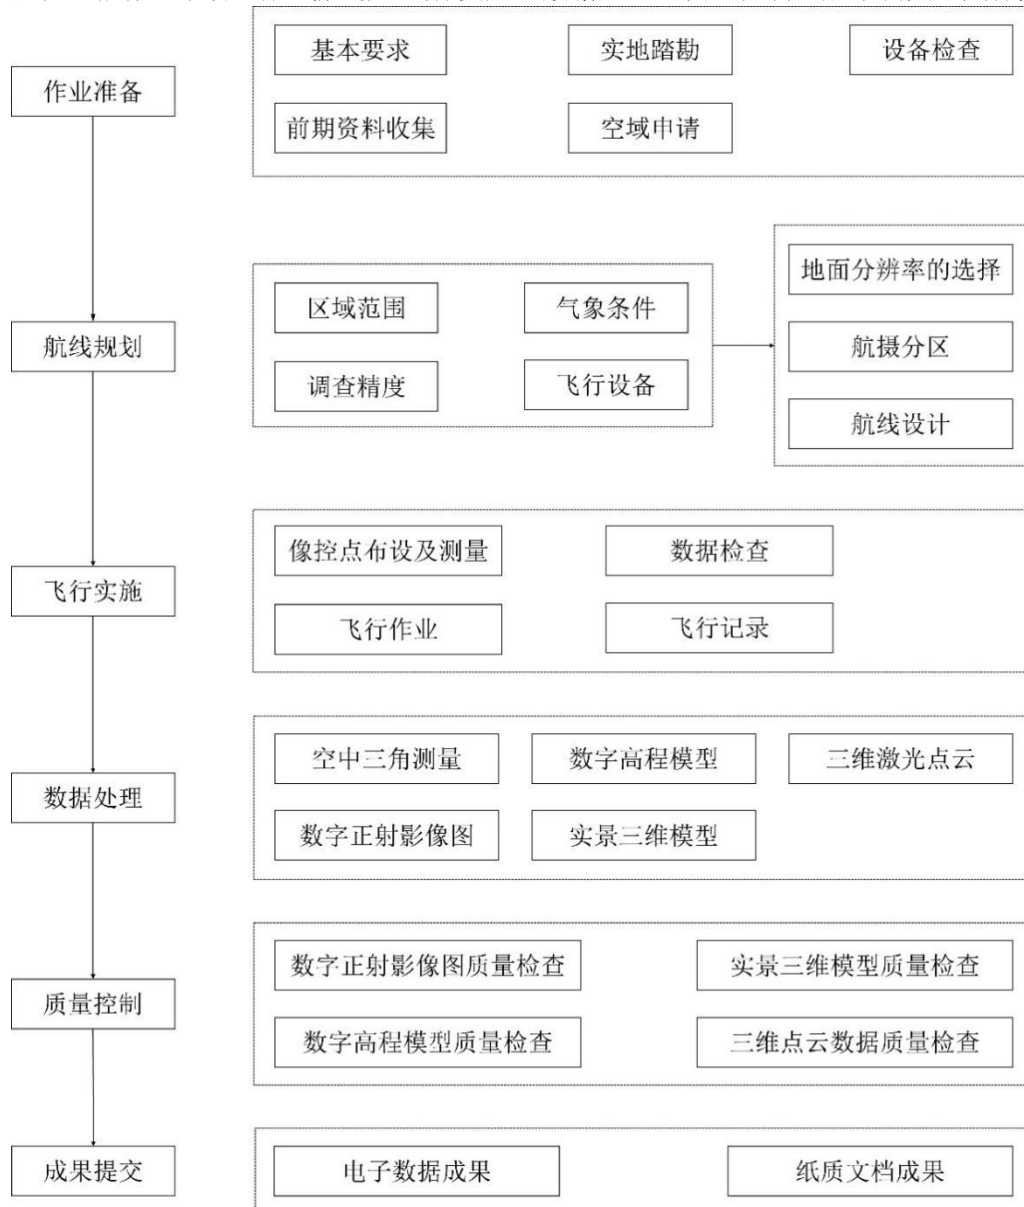 作业准备
基本要求
实地踏勘
设备检查
前期资料收集
空域申请
航线规划
区域范围
气象条件
调查精度
飞行设备
地面分辨率的选择
航摄分区
航线设计
飞行实施
像控点布设及测量
数据检查
飞行作业
飞行记录
数据处理
空中三角测量
数字高程模型
三维激光点云
数字正射影像图
实景三维模型
质量控制
数字正射影像图质量检查
实景三维模型质量检查
数字高程模型质量检查
三维点云数据质量检查
成果提交
电子数据成果
纸质文档成果